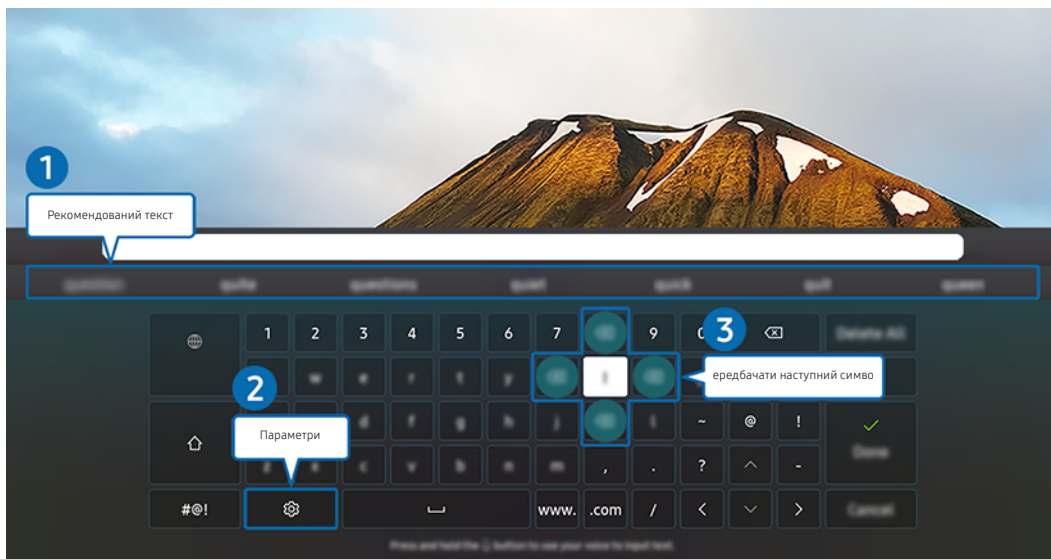 1
Рекомендований текст
quite questions quiet quick quit queen
1 2 3 4 5 6 7 9 3 Delete All
w e r t y
2
ередбачати наступний симво
Параметри
d f g h j l ~ @ !
Done
z x c v b n m , . ? ^ -
#@! www. .com / < > Cancel
Press and hold the button to use your voice to input text.